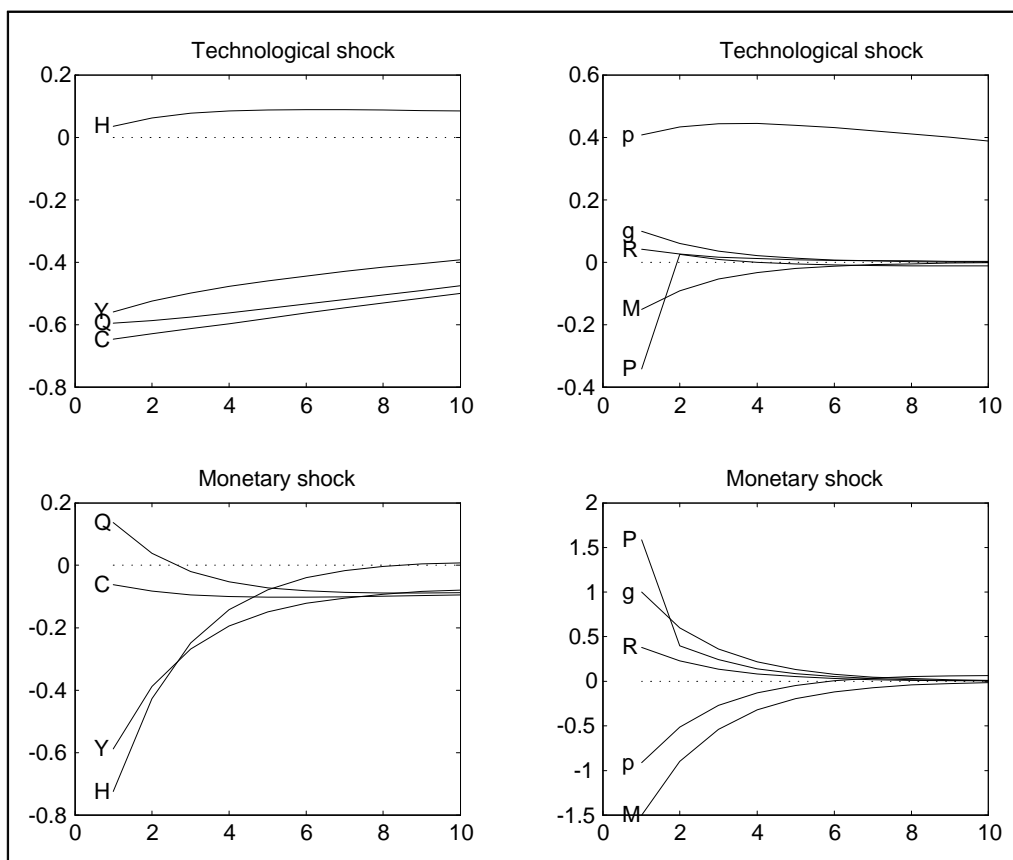 Technological shock
0.2
0
-0.2
-0.4
-0.6
-0.8
H
Y
Q
C
0 2 4 6 8 10
Technological shock
0.6
0.4
0.2
0
-0.2
-0.4
p
g
R
M
P
0 2 4 6 8 10
Monetary shock
0.2
0
-0.2
-0.4
-0.6
-0.8
Q
C
Y
H
0 2 4 6 8 10
Monetary shock
2
1.5
1
0.5
0
-0.5
-1
-1.5
P
g
R
p
M
0 2 4 6 8 10